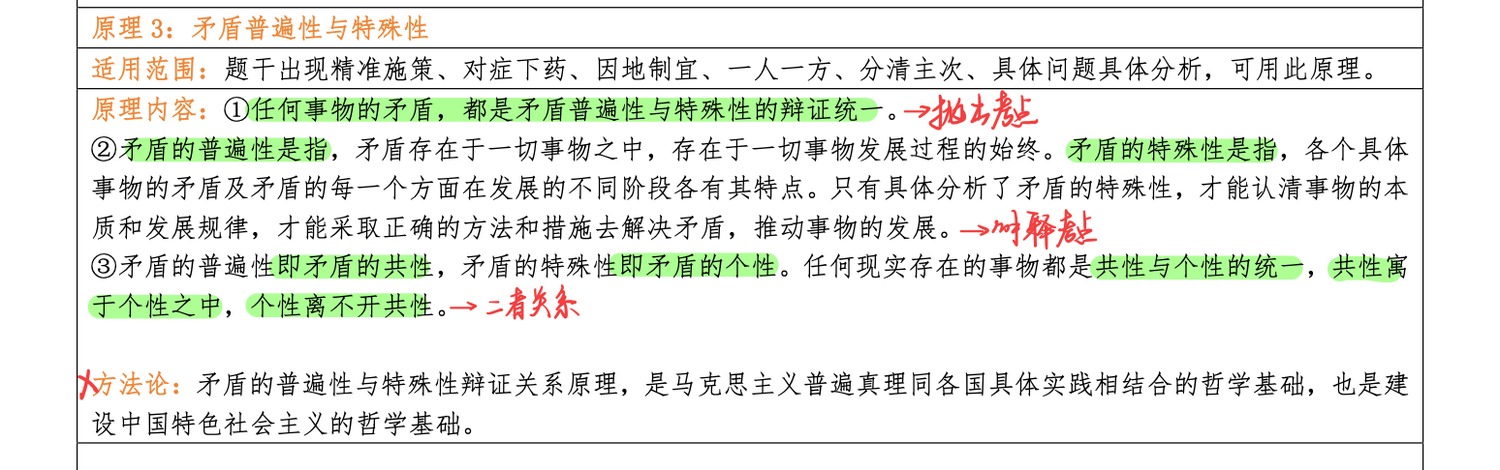 原理 3：矛盾普遍性与特殊性
适用范围：题干出现精准施策、对症下药、因地制宜、一人一方、分清主次、具体问题具体分析，可用此原理。
原理内容：①任何事物的矛盾，都是矛盾普遍性与特殊性的辩证统一。→抛出考点
②矛盾的普遍性是指，矛盾存在于一切事物之中，存在于一切事物发展过程的始终。矛盾的特殊性是指，各个具体
事物的矛盾及矛盾的每一个方面在发展的不同阶段各有其特点。只有具体分析了矛盾的特殊性，才能认清事物的本
质和发展规律，才能采取正确的方法和措施去解决矛盾，推动事物的发展。→解释考点
③矛盾的普遍性即矛盾的共性，矛盾的特殊性即矛盾的个性。任何现实存在的事物都是共性与个性的统一，共性寓
于个性之中，个性离不开共性。→二者关系
方法论：矛盾的普遍性与特殊性辩证关系原理，是马克思主义普遍真理同各国具体实践相结合的哲学基础，也是建
设中国特色社会主义的哲学基础。